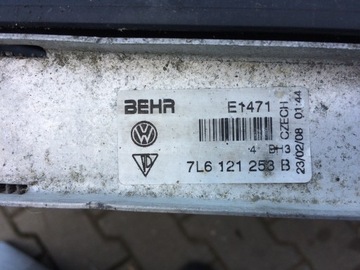 BEHR E1471
CZECH
4 BH3
7L6 121 253 B
23/02/08 01:44